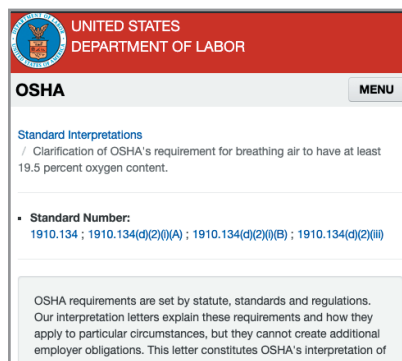 UNITED STATES
DEPARTMENT OF LABOR
OSHA
MENU
Standard Interpretations
/ Clarification of OSHA's requirement for breathing air to have at least
19.5 percent oxygen content.
▪ Standard Number:
1910.134 ; 1910.134(d)(2)(i)(A) ; 1910.134(d)(2)(i)(B) ; 1910.134(d)(2)(iii)
OSHA requirements are set by statute, standards and regulations.
Our interpretation letters explain these requirements and how they
apply to particular circumstances, but they cannot create additional
employer obligations. This letter constitutes OSHA's interpretation of